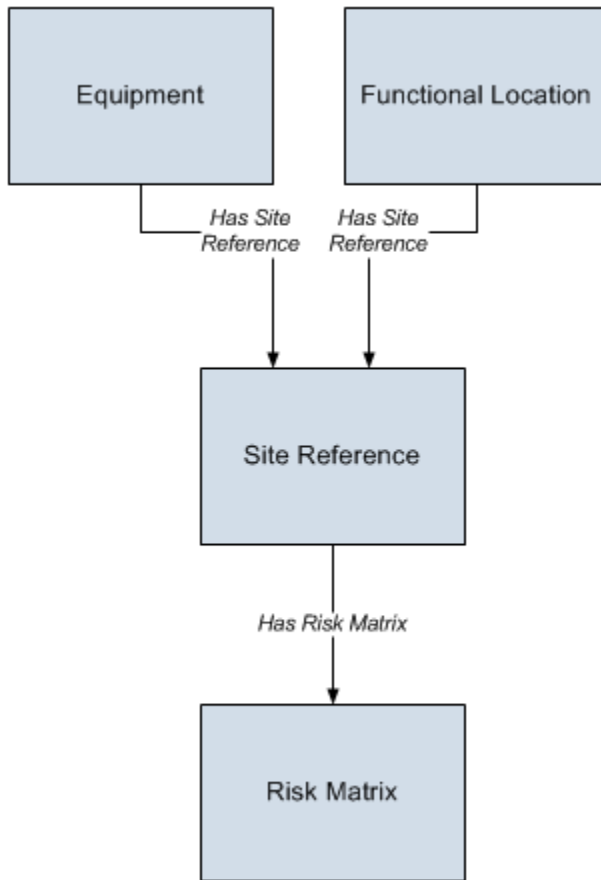 Equipment
Functional Location
Has Site
Reference
Has Site
Reference
Site Reference
Has Risk Matrix
Risk Matrix